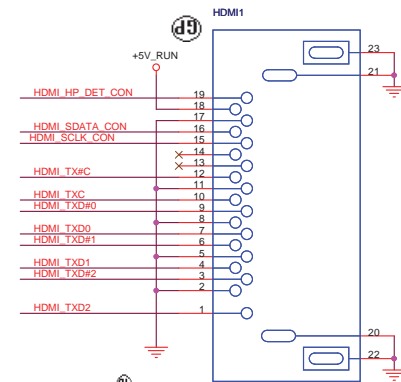 HDMI1
GP
+5V_RUN
23
21
HDMI_HP_DET_CON 19
18
17
HDMI_SDATA_CON 16
HDMI_SCLK_CON 15
14
13
HDMI_TX#C 12
11
HDMI_TXC 10
HDMI_TXD#0 9
8
HDMI_TXD0 7
HDMI_TXD#1 6
5
HDMI_TXD1 4
HDMI_TXD#2 3
2
HDMI_TXD2 1
20
22